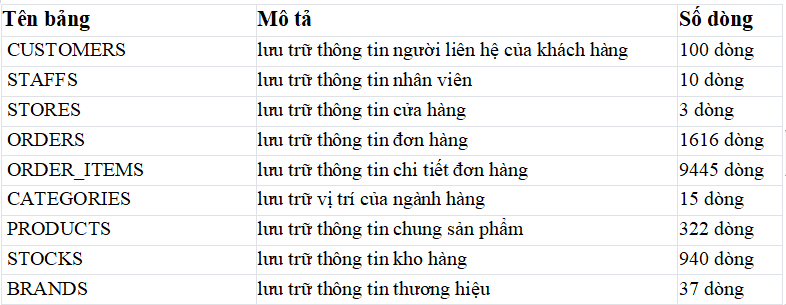 Tên bảng Mô tả Số dòng
CUSTOMERS lưu trữ thông tin người liên hệ của khách hàng 100 dòng
STAFFS lưu trữ thông tin nhân viên 10 dòng
STORES lưu trữ thông tin cửa hàng 3 dòng
ORDERS lưu trữ thông tin đơn hàng 1616 dòng
ORDER_ITEMS lưu trữ thông tin chi tiết đơn hàng 9445 dòng
CATEGORIES lưu trữ vị trí của ngành hàng 15 dòng
PRODUCTS lưu trữ thông tin chung sản phẩm 322 dòng
STOCKS lưu trữ thông tin kho hàng 940 dòng
BRANDS lưu trữ thông tin thương hiệu 37 dòng